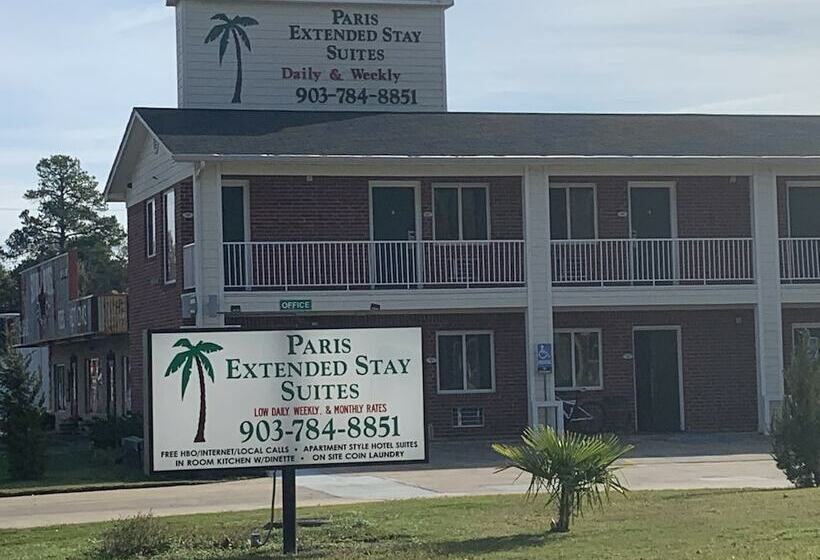 Paris
Extended Stay
Suites
Daily & Weekly
903-784-8851
OFFICE
Paris
Extended Stay
Suites
LOW DAILY, WEEKLY, & MONTHLY RATES
903-784-8851
FREE HBO/INTERNET/LOCAL CALLS • APARTMENT STYLE HOTEL SUITES
IN ROOM KITCHEN W/DINETTE • ON SITE COIN LAUNDRY